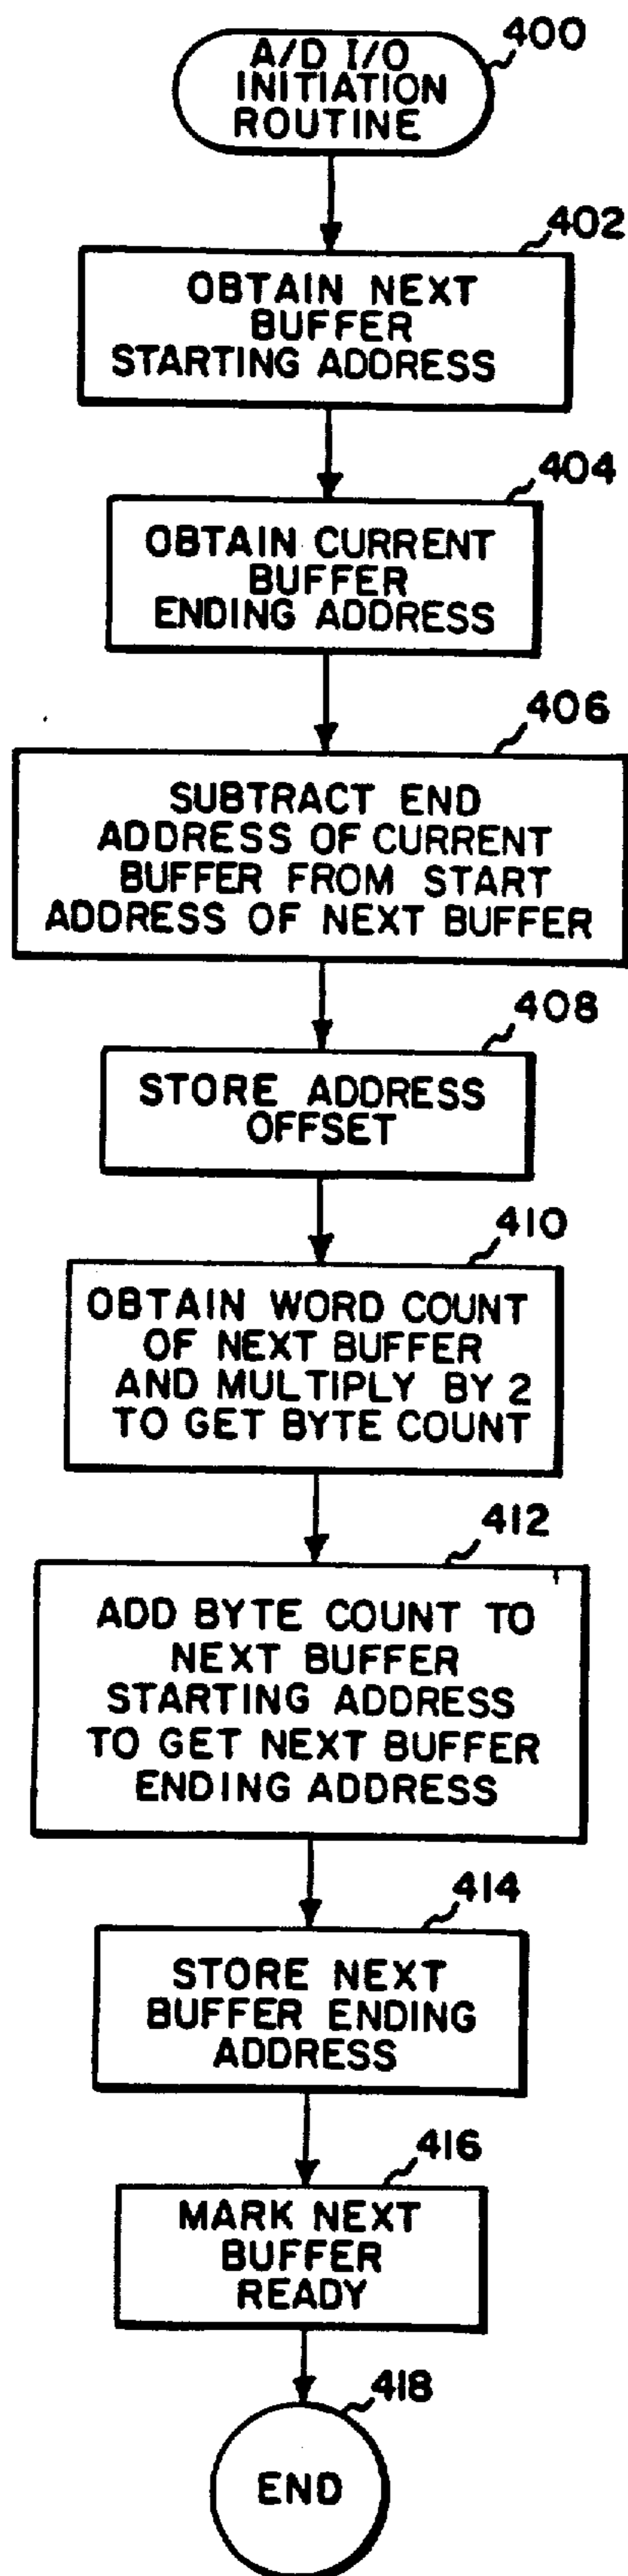 400
A/D I/O
INITIATION
ROUTINE
402
OBTAIN NEXT
BUFFER
STARTING ADDRESS
404
OBTAIN CURRENT
BUFFER
ENDING ADDRESS
406
SUBTRACT END
ADDRESS OF CURRENT
BUFFER FROM START
ADDRESS OF NEXT BUFFER
408
STORE ADDRESS
OFFSET
410
OBTAIN WORD COUNT
OF NEXT BUFFER
AND MULTIPLY BY 2
TO GET BYTE COUNT
412
ADD BYTE COUNT TO
NEXT BUFFER
STARTING ADDRESS
TO GET NEXT BUFFER
ENDING ADDRESS
414
STORE NEXT
BUFFER ENDING
ADDRESS
416
MARK NEXT
BUFFER
READY
418
END